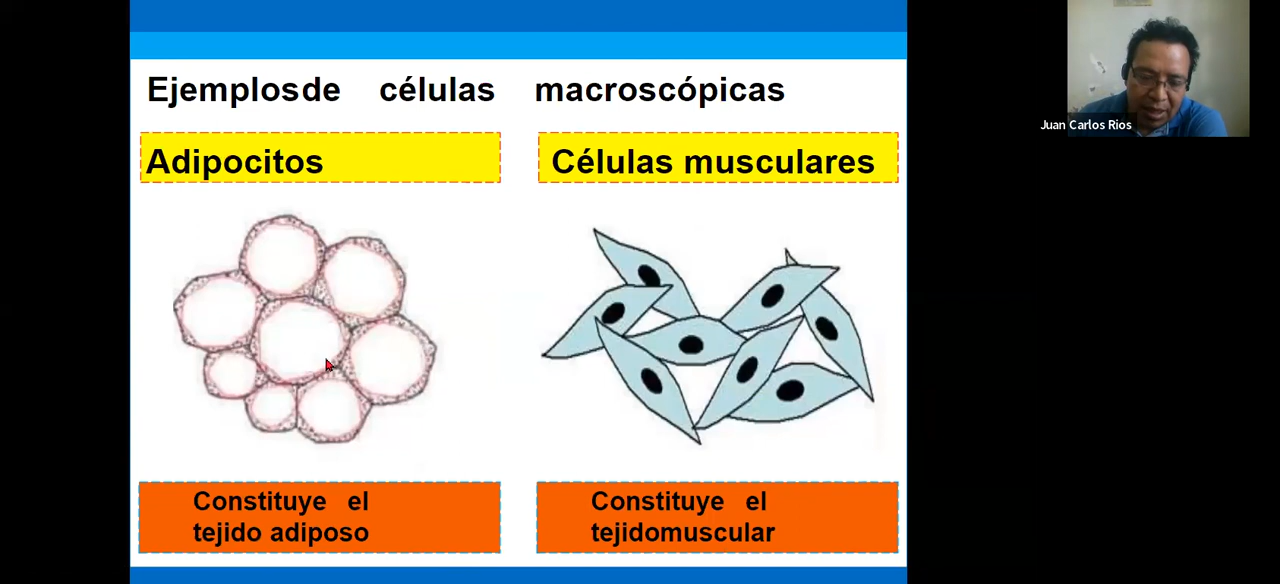 Ejemplosde células macroscópicas
Juan Carlos Rios
Adipocitos
Células musculares
Constituye el
tejido adiposo
Constituye el
tejidomuscular